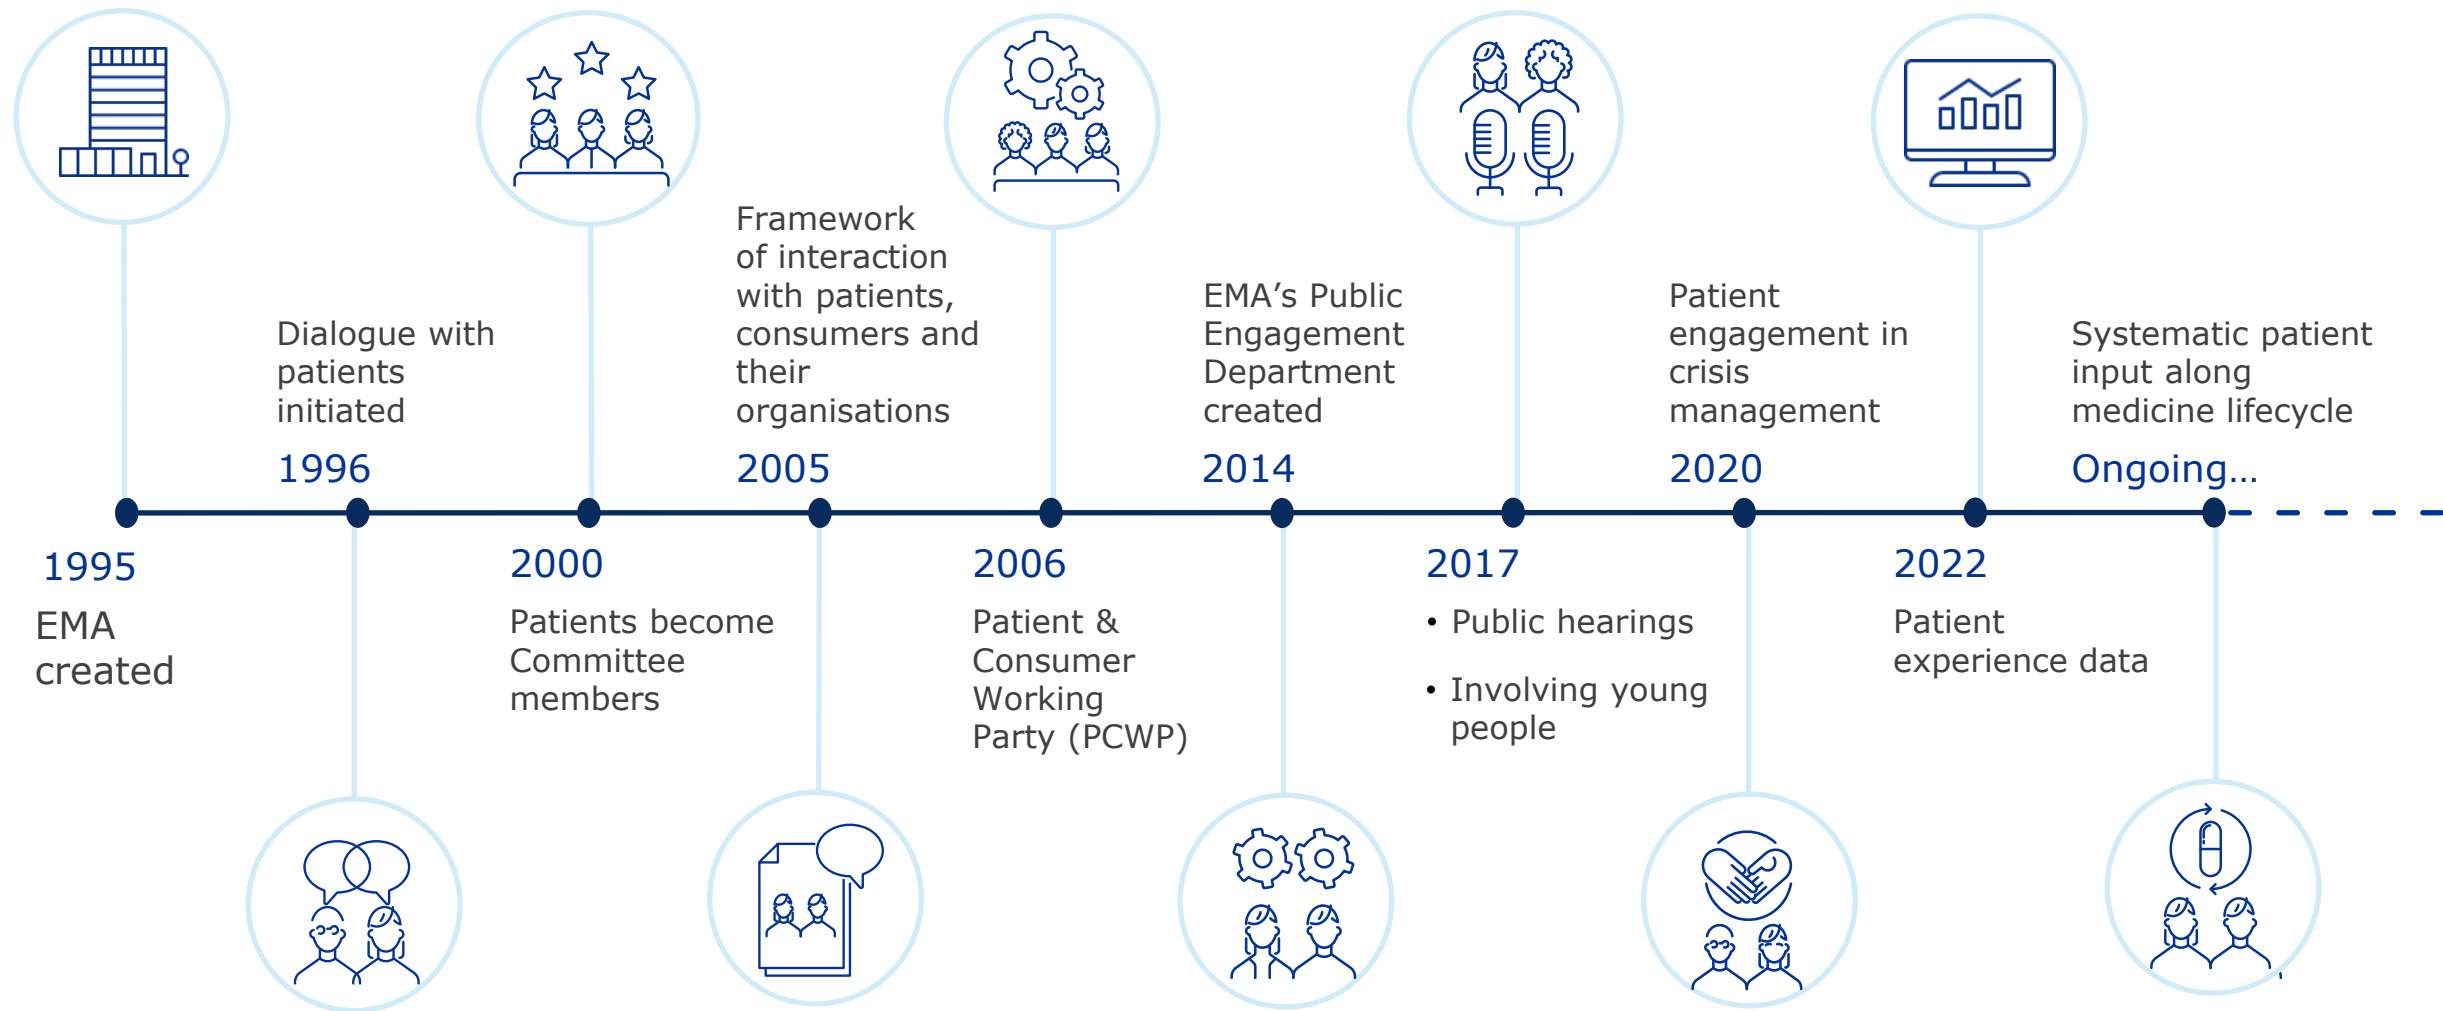 1995
EMA
created
Dialogue with
patients
initiated
1996
2000
Patients become
Committee
members
Framework
of interaction
with patients,
consumers and
their
organisations
2005
2006
Patient &
Consumer
Working
Party (PCWP)
EMA’s Public
Engagement
Department
created
2014
2017
• Public hearings
• Involving young
people
Patient
engagement in
crisis
management
2020
2022
Patient
experience data
Systematic patient
input along
medicine lifecycle
Ongoing…